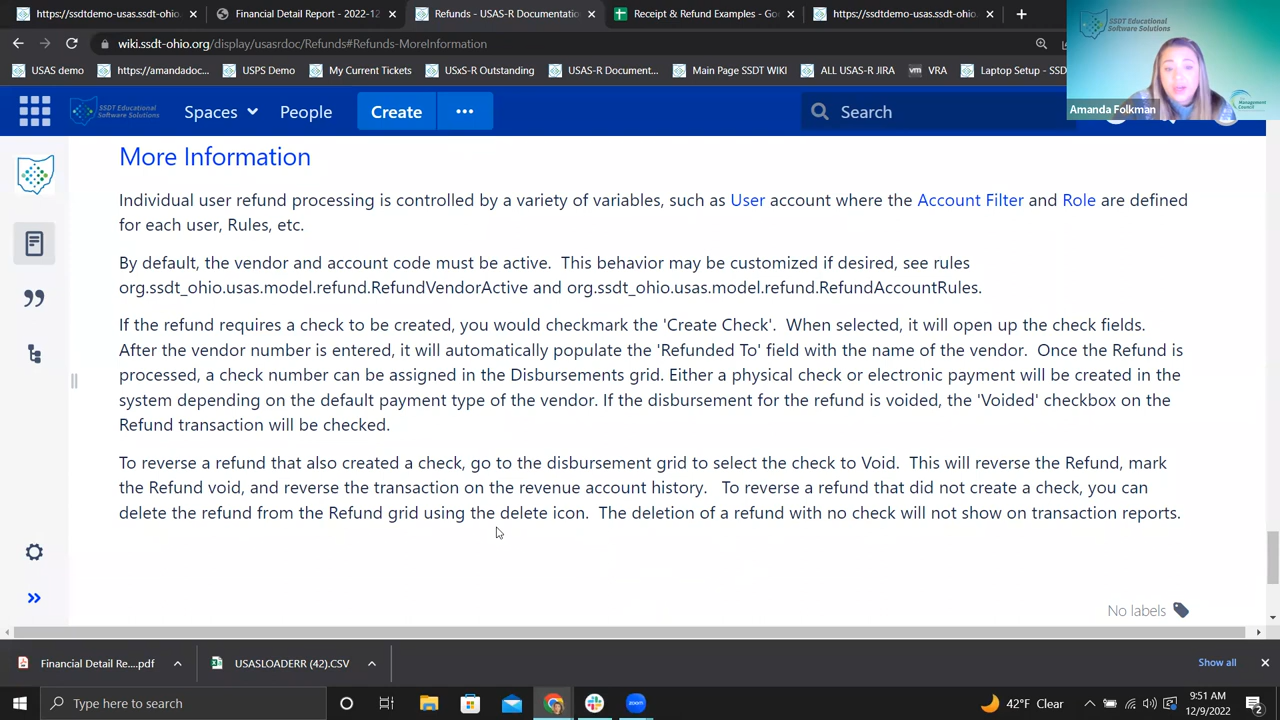 https://ssdtdemo-usas.ssdt-ohio.
Financial Detail Report - 2022-12
Refunds - USAS-R Documentatio
Receipt & Refund Examples - Go
https://ssdtdemo-usas.ssdt-ohio.
wiki.ssdt-ohio.org/display/usasrdoc/Refunds#Refunds-MoreInformation
USAS demo
https://amandadoc...
USPS Demo
My Current Tickets
USxS-R Outstanding
USAS-R Document...
Main Page SSDT WIKI
ALL USAS-R JIRA
vm VRA
Laptop Setup - SSD
SSDT Educational
Software Solutions
Amanda Folkman
Management
Council
SSDT Educational
Software Solutions
Spaces
People
Create
Search
More Information
Individual user refund processing is controlled by a variety of variables, such as User account where the Account Filter and Role are defined
for each user, Rules, etc.
By default, the vendor and account code must be active. This behavior may be customized if desired, see rules
org.ssdt_ohio.usas.model.refund.RefundVendorActive and org.ssdt_ohio.usas.model.refund.RefundAccountRules.
If the refund requires a check to be created, you would checkmark the 'Create Check'. When selected, it will open up the check fields.
After the vendor number is entered, it will automatically populate the 'Refunded To' field with the name of the vendor. Once the Refund is
processed, a check number can be assigned in the Disbursements grid. Either a physical check or electronic payment will be created in the
system depending on the default payment type of the vendor. If the disbursement for the refund is voided, the 'Voided' checkbox on the
Refund transaction will be checked.
To reverse a refund that also created a check, go to the disbursement grid to select the check to Void. This will reverse the Refund, mark
the Refund void, and reverse the transaction on the revenue account history. To reverse a refund that did not create a check, you can
delete the refund from the Refund grid using the delete icon. The deletion of a refund with no check will not show on transaction reports.
No labels
Financial Detail Re....pdf
USASLOADERR (42).CSV
Show all
Type here to search
zoom
42°F Clear
9:51 AM
12/9/2022
2